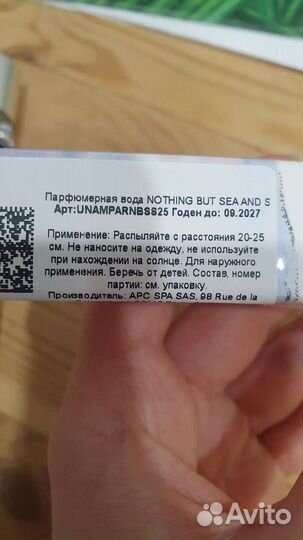 Парфюмерная вода NOTHING BUT SEA AND S
Арт:UNAMPARNBSS25 Годен до: 09.2027
Применение: Распыляйте с расстояния 20-25
см. Не наносите на одежду, не используйте
при нахождении на солнце. Для наружного
применения. Беречь от детей. Состав, номер
партии: см. упаковку.
Производитель: APC SPA SAS, 98 Rue de la
Avito